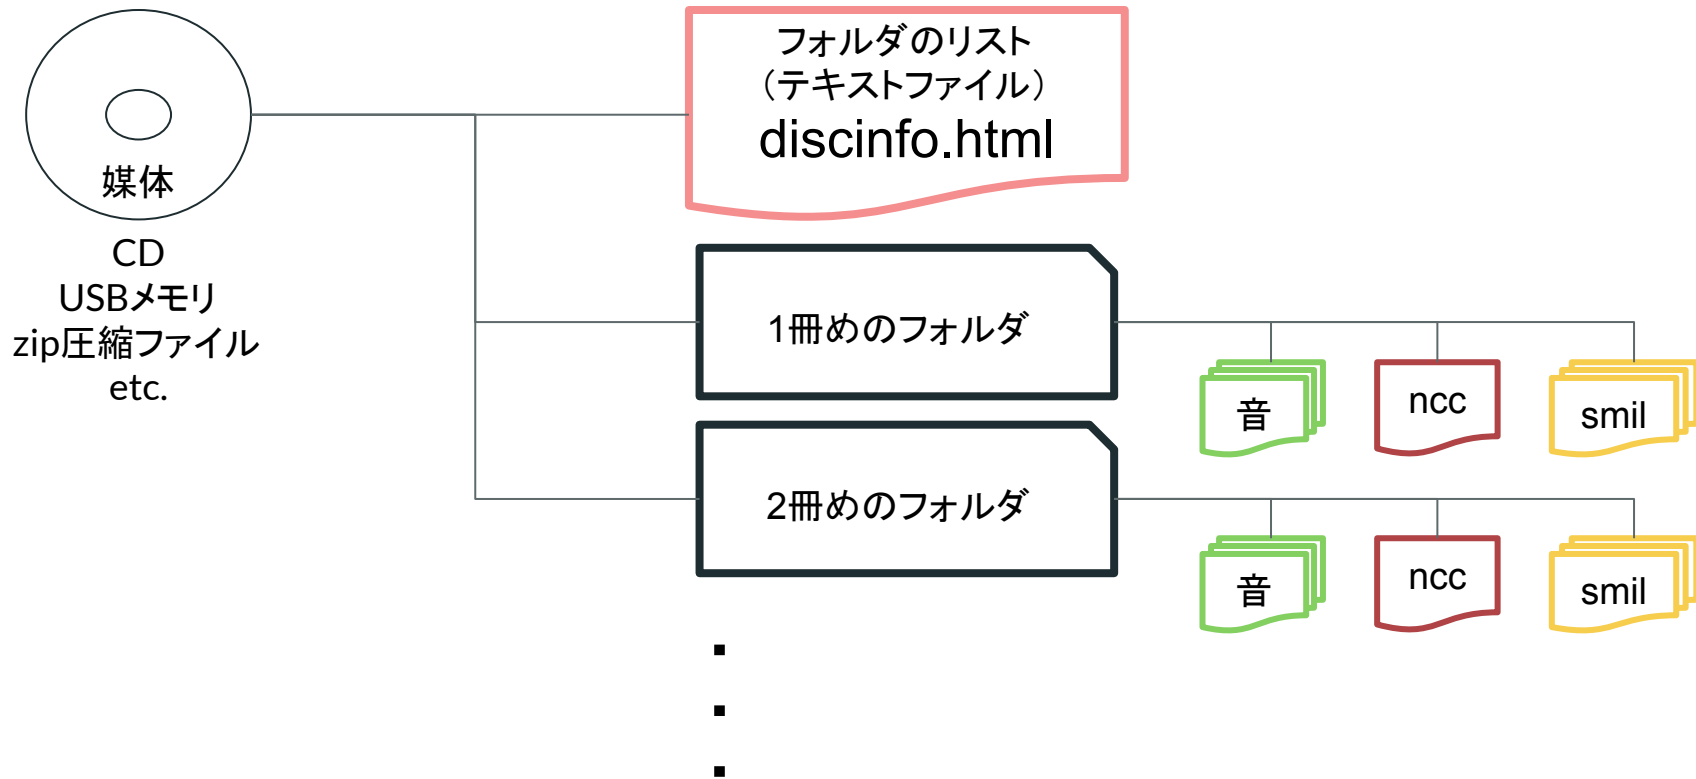 媒体
CD
USBメモリ
zip圧縮ファイル
etc.
フォルダのリスト
（テキストファイル）
discinfo.html
1冊めのフォルダ
音
ncc
smil
2冊めのフォルダ
音
ncc
smil
・
・
・